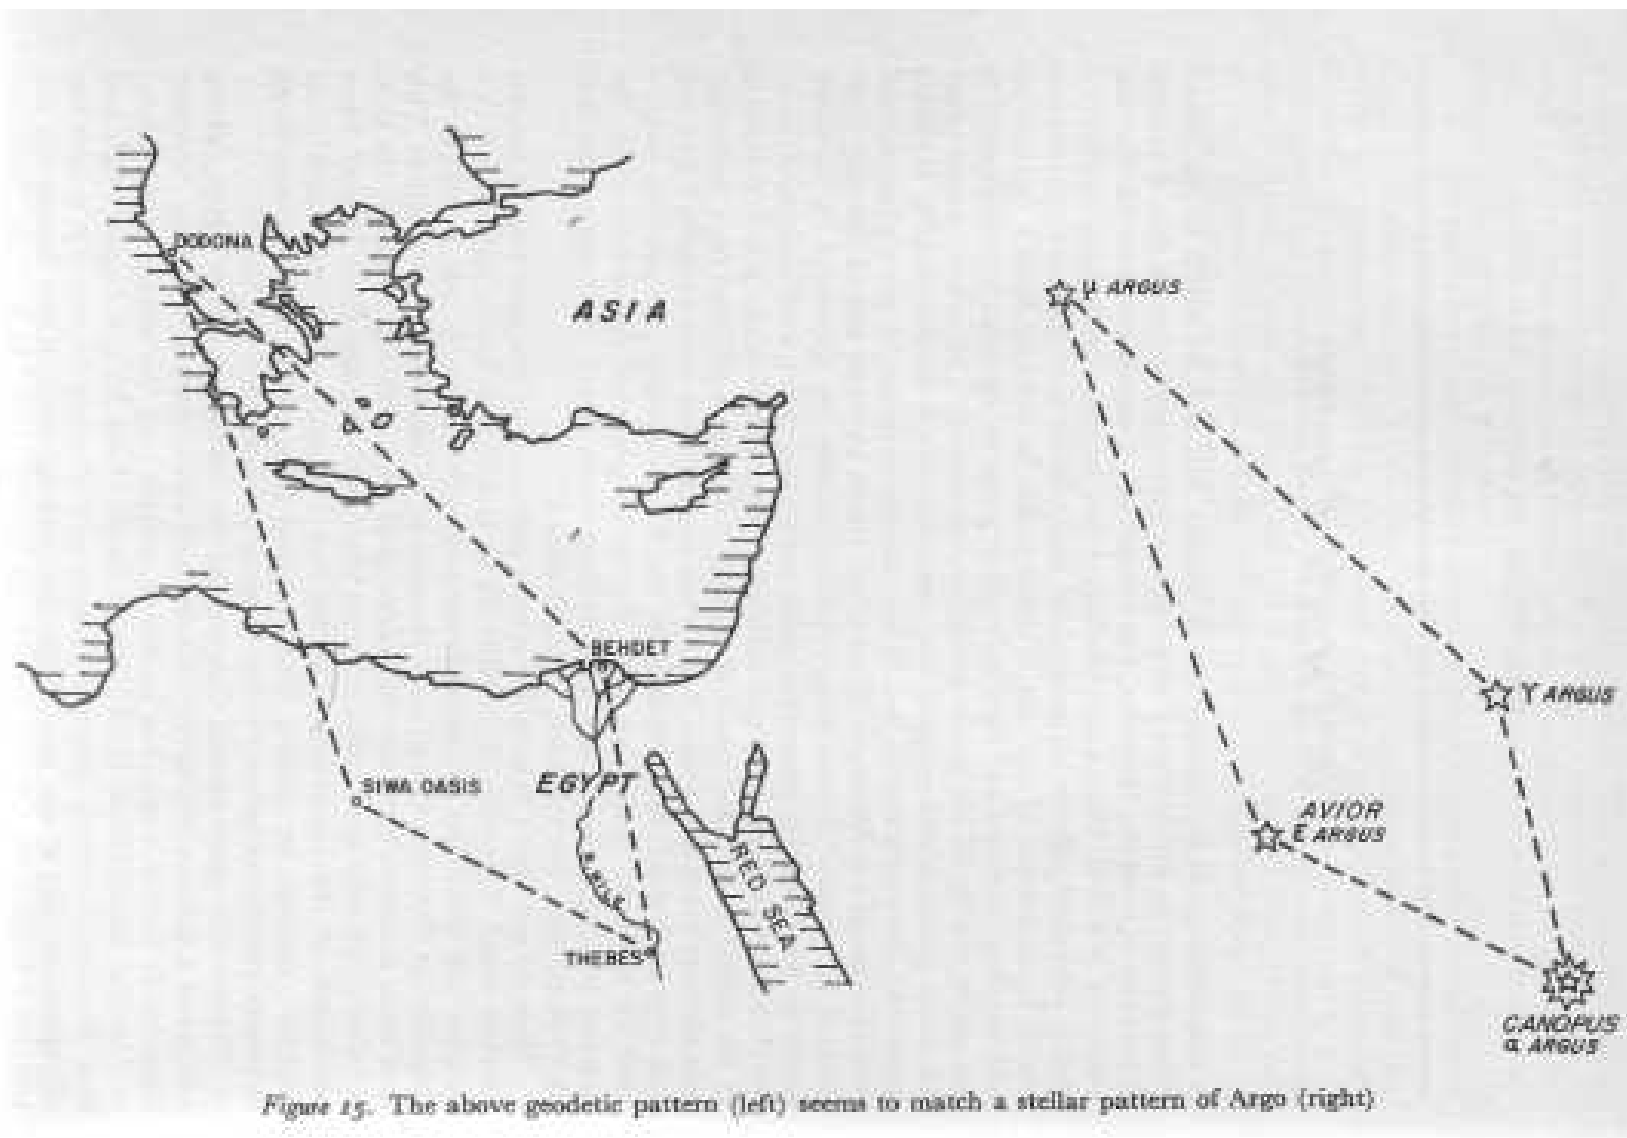 DODONA
ASIA
BEHDET
SIWA OASIS
EGYPT
R. NILE
RED SEA
THEBES
μ ARGUS
γ ARGUS
AVIOR
ε ARGUS
CANOPUS
α ARGUS
Figure 15. The above geodetic pattern (left) seems to match a stellar pattern of Argo (right)